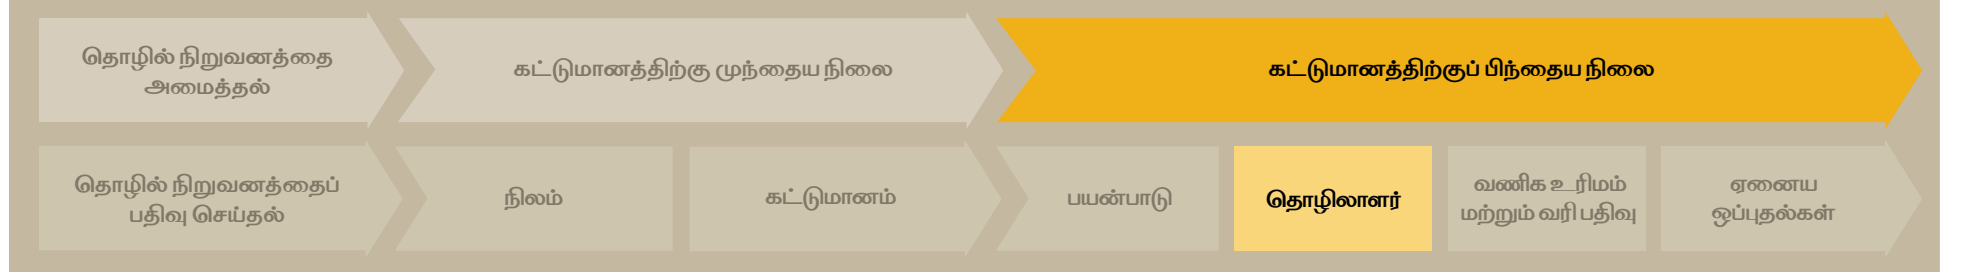 தொழில் நிறுவனத்தை
அமைத்தல்
கட்டுமானத்திற்கு முந்தைய நிலை
கட்டுமானத்திற்குப் பிந்தைய நிலை
தொழில் நிறுவனத்தைப்
பதிவு செய்தல்
நிலம்
கட்டுமானம்
பயன்பாடு
தொழிலாளர்
வணிக உரிமம்
மற்றும் வரி பதிவு
ஏனைய
ஒப்புதல்கள்